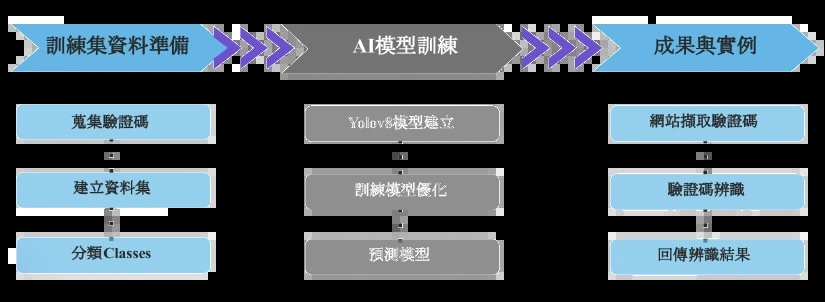 訓練集資料準備
AI模型訓練
成果與實例
蒐集驗證碼
Yolov8模型建立
網站擷取驗證碼
建立資料集
訓練模型優化
驗證碼辨識
分類Classes
預測模型
回傳辨識結果